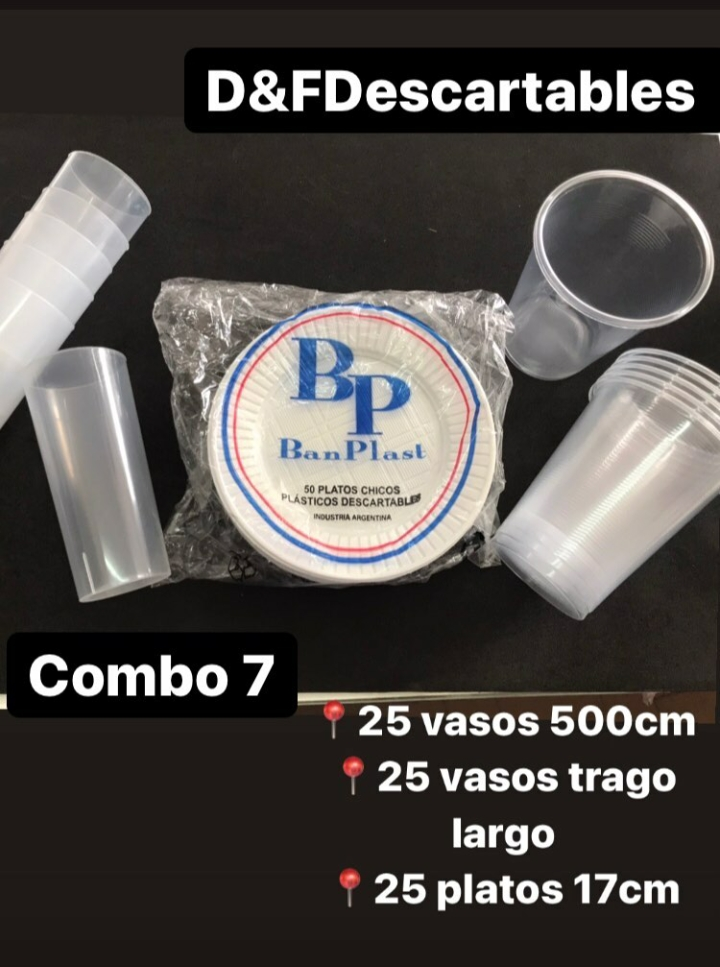 D&FDescartables
BP
BanPlast
50 PLATOS CHICOS
PLÁSTICOS DESCARTABLES
INDUSTRIA ARGENTINA
Combo 7
📍25 vasos 500cm
📍25 vasos trago
largo
📍25 platos 17cm